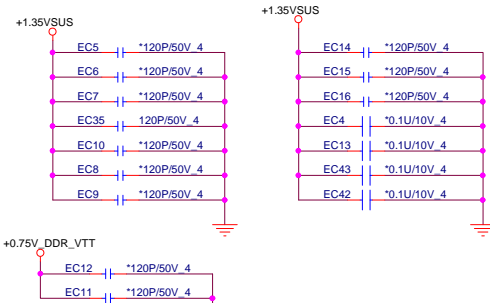 +1.35VSUS
EC5 *120P/50V_4
EC6 *120P/50V_4
EC7 *120P/50V_4
EC35 120P/50V_4
EC10 *120P/50V_4
EC8 *120P/50V_4
EC9 *120P/50V_4
+1.35VSUS
EC14 *120P/50V_4
EC15 *120P/50V_4
EC16 *120P/50V_4
EC4 *0.1U/10V_4
EC13 *0.1U/10V_4
EC43 *0.1U/10V_4
EC42 *0.1U/10V_4
+0.75V_DDR_VTT
EC12 *120P/50V_4
EC11 *120P/50V_4